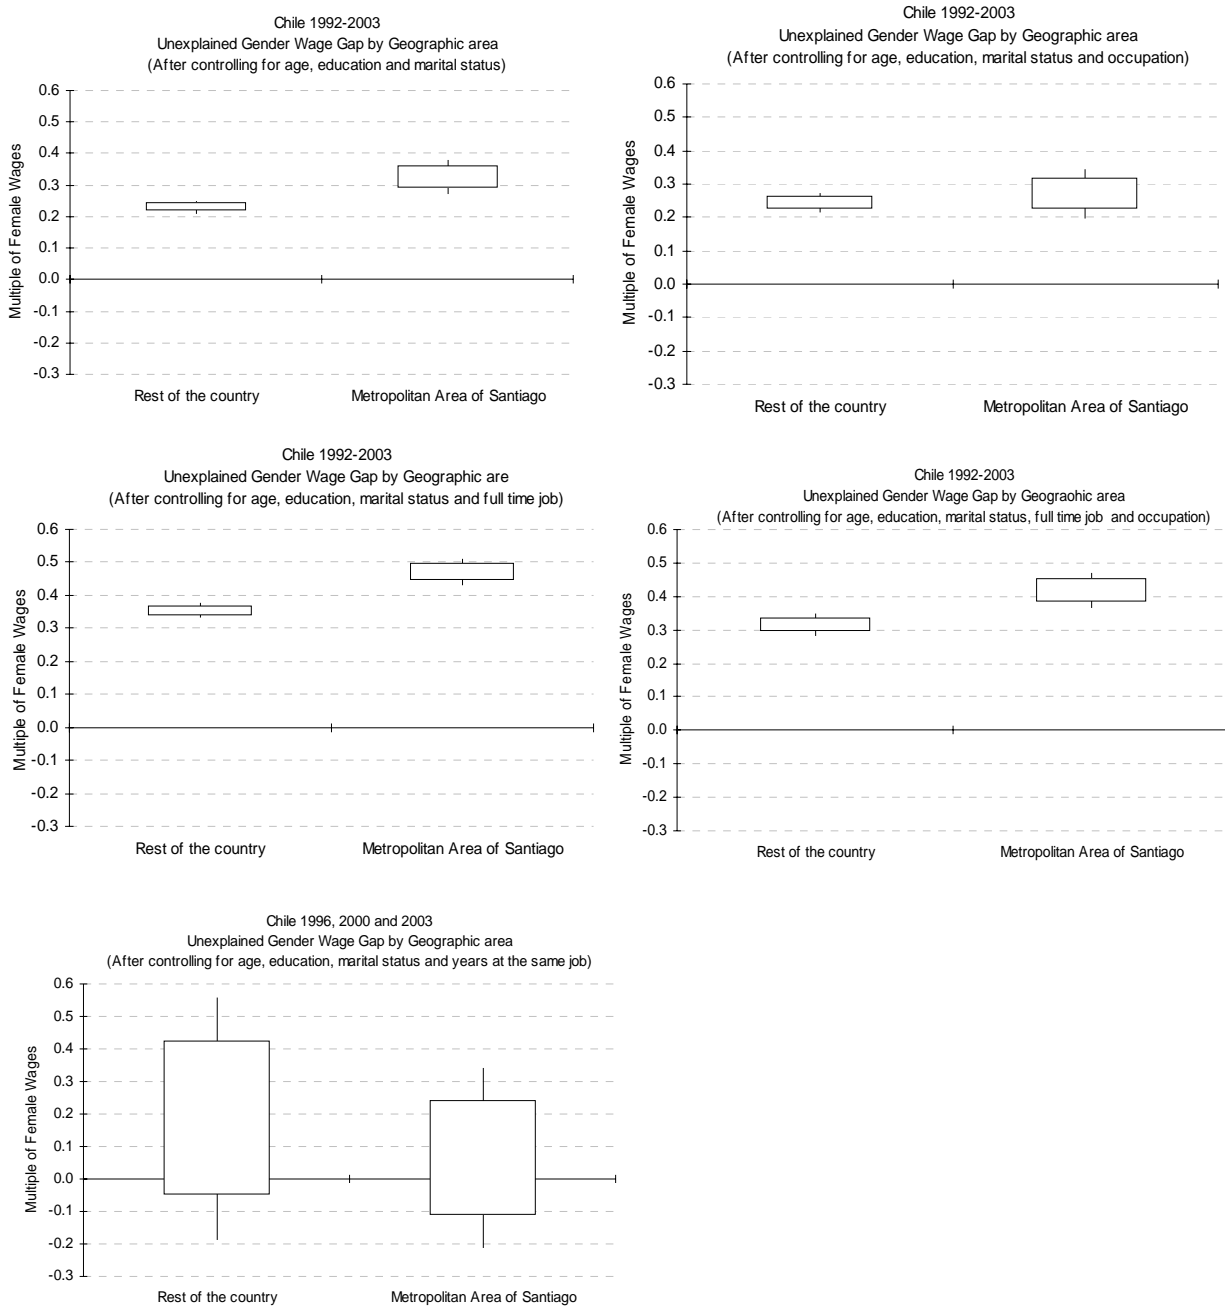 Chile 1992-2003
Unexplained Gender Wage Gap by Geographic area
(After controlling for age, education and marital status)
Multiple of Female Wages
0.6
0.5
0.4
0.3
0.2
0.1
0.0
-0.1
-0.2
-0.3
Rest of the country
Metropolitan Area of Santiago
Chile 1992-2003
Unexplained Gender Wage Gap by Geographic area
(After controlling for age, education, marital status and occupation)
Multiple of Female Wages
0.6
0.5
0.4
0.3
0.2
0.1
0.0
-0.1
-0.2
-0.3
Rest of the country
Metropolitan Area of Santiago
Chile 1992-2003
Unexplained Gender Wage Gap by Geographic are
(After controlling for age, education, marital status and full time job)
Multiple of Female Wages
0.6
0.5
0.4
0.3
0.2
0.1
0.0
-0.1
-0.2
-0.3
Rest of the country
Metropolitan Area of Santiago
Chile 1992-2003
Unexplained Gender Wage Gap by Geograohic area
(After controlling for age, education, marital status, full time job and occupation)
Multiple of Female Wages
0.6
0.5
0.4
0.3
0.2
0.1
0.0
-0.1
-0.2
-0.3
Rest of the country
Metropolitan Area of Santiago
Chile 1996, 2000 and 2003
Unexplained Gender Wage Gap by Geographic area
(After controlling for age, education, marital status and years at the same job)
Multiple of Female Wages
0.6
0.5
0.4
0.3
0.2
0.1
0.0
-0.1
-0.2
-0.3
Rest of the country
Metropolitan Area of Santiago